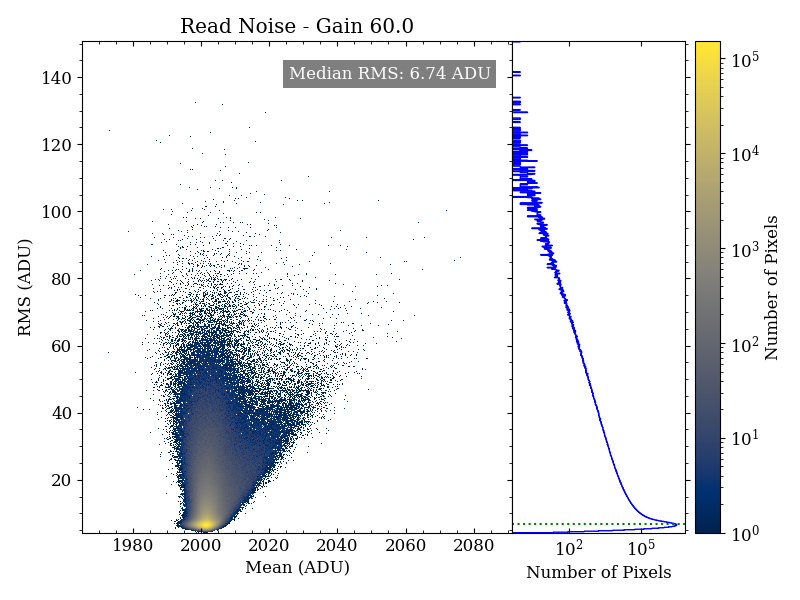 Read Noise - Gain 60.0
Median RMS: 6.74 ADU
RMS (ADU)
140
120
100
80
60
40
20
1980 2000 2020 2040 2060 2080
Mean (ADU)
10² 10⁵
Number of Pixels
10⁵
10⁴
10³
10²
10¹
10⁰
Number of Pixels